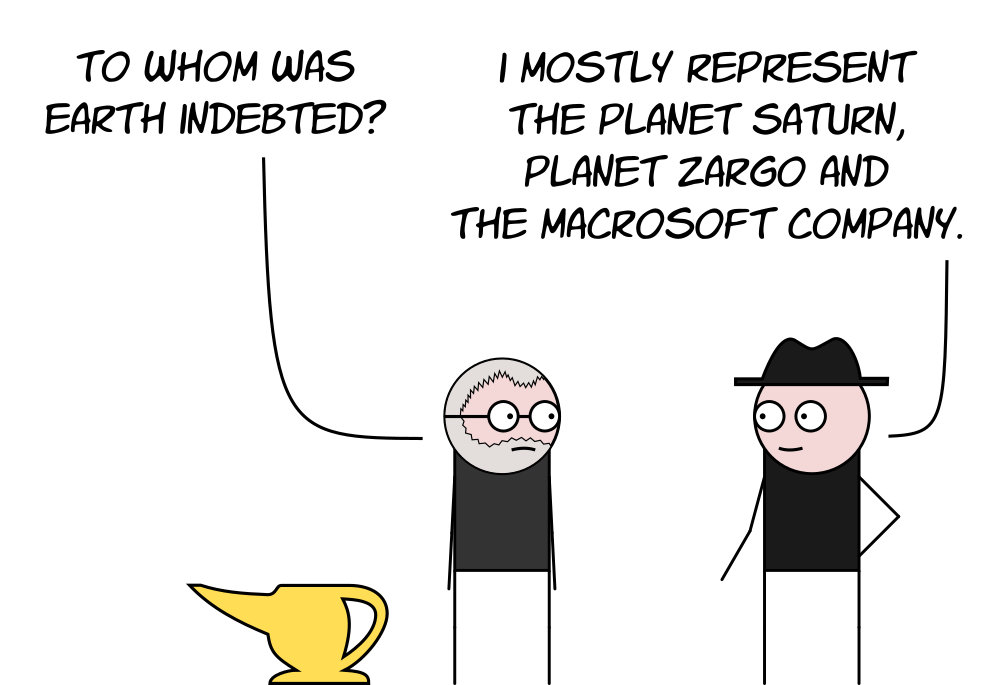 TO WHOM WAS
EARTH INDEBTED?
I MOSTLY REPRESENT
THE PLANET SATURN,
PLANET ZARGO AND
THE MACROSOFT COMPANY.